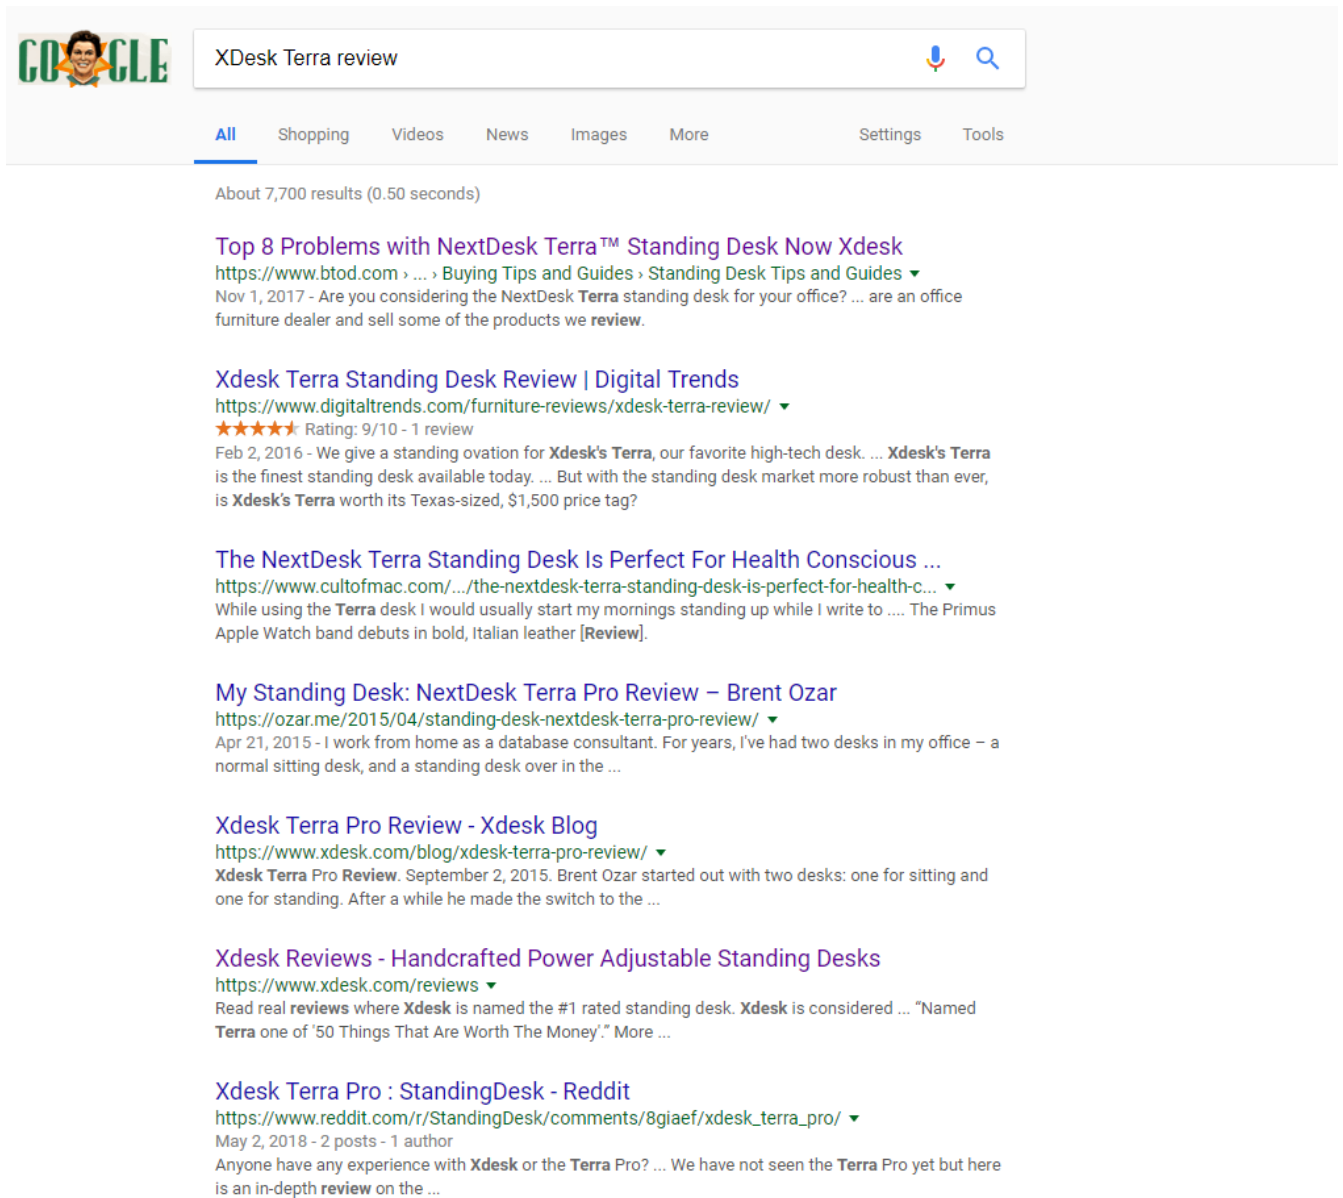 GOOGLE
XDesk Terra review
All Shopping Videos News Images More Settings Tools
About 7,700 results (0.50 seconds)
Top 8 Problems with NextDesk Terra™ Standing Desk Now Xdesk
https://www.btod.com › ... › Buying Tips and Guides › Standing Desk Tips and Guides ▼
Nov 1, 2017 - Are you considering the NextDesk Terra standing desk for your office? ... are an office
furniture dealer and sell some of the products we review.
Xdesk Terra Standing Desk Review | Digital Trends
https://www.digitaltrends.com/furniture-reviews/xdesk-terra-review/ ▼
Rating: 9/10 - 1 review
Feb 2, 2016 - We give a standing ovation for Xdesk's Terra, our favorite high-tech desk. ... Xdesk's Terra
is the finest standing desk available today. ... But with the standing desk market more robust than ever,
is Xdesk's Terra worth its Texas-sized, $1,500 price tag?
The NextDesk Terra Standing Desk Is Perfect For Health Conscious ...
https://www.cultofmac.com/.../the-nextdesk-terra-standing-desk-is-perfect-for-health-c... ▼
While using the Terra desk I would usually start my mornings standing up while I write to .... The Primus
Apple Watch band debuts in bold, Italian leather [Review].
My Standing Desk: NextDesk Terra Pro Review – Brent Ozar
https://ozar.me/2015/04/standing-desk-nextdesk-terra-pro-review/ ▼
Apr 21, 2015 - I work from home as a database consultant. For years, I've had two desks in my office – a
normal sitting desk, and a standing desk over in the ...
Xdesk Terra Pro Review - Xdesk Blog
https://www.xdesk.com/blog/xdesk-terra-pro-review/ ▼
Xdesk Terra Pro Review. September 2, 2015. Brent Ozar started out with two desks: one for sitting and
one for standing. After a while he made the switch to the ...
Xdesk Reviews - Handcrafted Power Adjustable Standing Desks
https://www.xdesk.com/reviews ▼
Read real reviews where Xdesk is named the #1 rated standing desk. Xdesk is considered ... “Named
Terra one of '50 Things That Are Worth The Money'.” More ...
Xdesk Terra Pro : StandingDesk - Reddit
https://www.reddit.com/r/StandingDesk/comments/8giaef/xdesk_terra_pro/ ▼
May 2, 2018 - 2 posts - 1 author
Anyone have any experience with Xdesk or the Terra Pro? ... We have not seen the Terra Pro yet but here
is an in-depth review on the ...